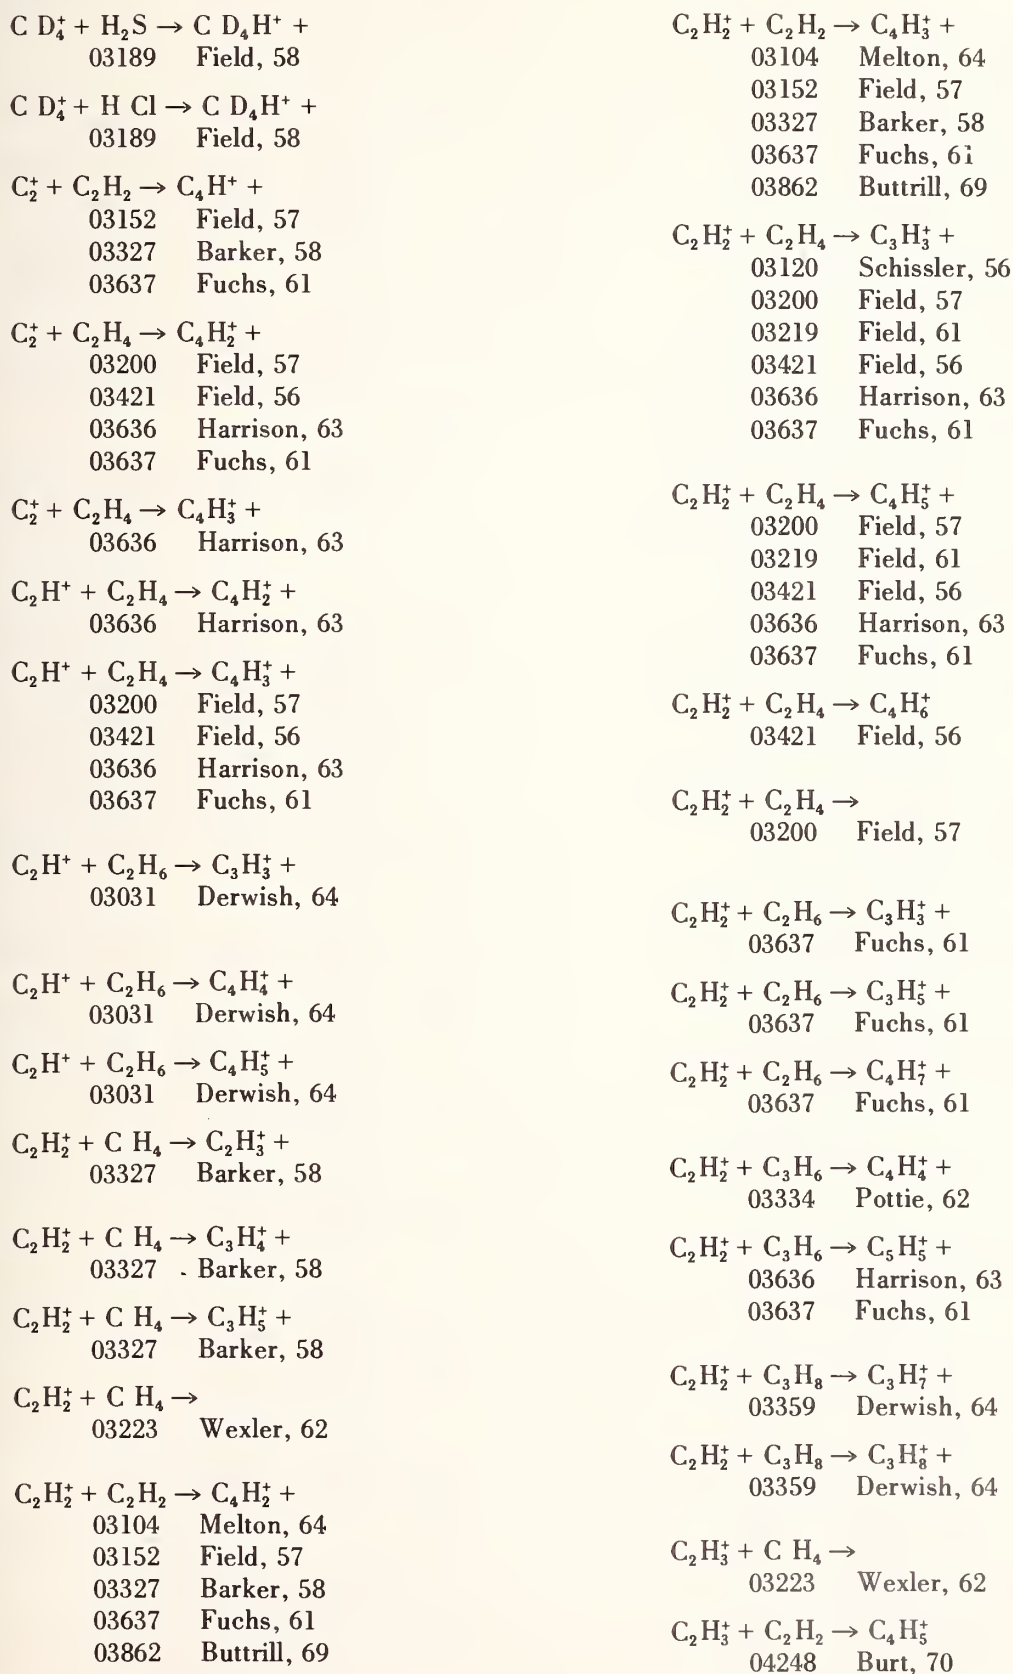 C D₄⁺ + H₂S → C D₄H⁺ +
03189 Field, 58
C D₄⁺ + H Cl → C D₄H⁺ +
03189 Field, 58
C₂⁺ + C₂H₂ → C₄H⁺ +
03152 Field, 57
03327 Barker, 58
03637 Fuchs, 61
C₂⁺ + C₂H₄ → C₄H₂⁺ +
03200 Field, 57
03421 Field, 56
03636 Harrison, 63
03637 Fuchs, 61
C₂⁺ + C₂H₄ → C₄H₃⁺ +
03636 Harrison, 63
C₂H⁺ + C₂H₄ → C₄H₂⁺ +
03636 Harrison, 63
C₂H⁺ + C₂H₄ → C₄H₃⁺ +
03200 Field, 57
03421 Field, 56
03636 Harrison, 63
03637 Fuchs, 61
C₂H⁺ + C₂H₆ → C₃H₃⁺ +
03031 Derwish, 64
C₂H⁺ + C₂H₆ → C₄H₄⁺ +
03031 Derwish, 64
C₂H⁺ + C₂H₆ → C₄H₅⁺ +
03031 Derwish, 64
C₂H₂⁺ + C H₄ → C₂H₃⁺ +
03327 Barker, 58
C₂H₂⁺ + C H₄ → C₃H₄⁺ +
03327 Barker, 58
C₂H₂⁺ + C H₄ → C₃H₅⁺ +
03327 Barker, 58
C₂H₂⁺ + C H₄ →
03223 Wexler, 62
C₂H₂⁺ + C₂H₂ → C₄H₂⁺ +
03104 Melton, 64
03152 Field, 57
03327 Barker, 58
03637 Fuchs, 61
03862 Buttrill, 69
C₂H₂⁺ + C₂H₂ → C₄H₃⁺ +
03104 Melton, 64
03152 Field, 57
03327 Barker, 58
03637 Fuchs, 61
03862 Buttrill, 69
C₂H₂⁺ + C₂H₄ → C₃H₃⁺ +
03120 Schissler, 56
03200 Field, 57
03219 Field, 61
03421 Field, 56
03636 Harrison, 63
03637 Fuchs, 61
C₂H₂⁺ + C₂H₄ → C₄H₅⁺ +
03200 Field, 57
03219 Field, 61
03421 Field, 56
03636 Harrison, 63
03637 Fuchs, 61
C₂H₂⁺ + C₂H₄ → C₄H₆⁺
03421 Field, 56
C₂H₂⁺ + C₂H₄ →
03200 Field, 57
C₂H₂⁺ + C₂H₆ → C₃H₃⁺ +
03637 Fuchs, 61
C₂H₂⁺ + C₂H₆ → C₃H₅⁺ +
03637 Fuchs, 61
C₂H₂⁺ + C₂H₆ → C₄H₇⁺ +
03637 Fuchs, 61
C₂H₂⁺ + C₃H₆ → C₄H₄⁺ +
03334 Pottie, 62
C₂H₂⁺ + C₃H₆ → C₅H₅⁺ +
03636 Harrison, 63
03637 Fuchs, 61
C₂H₂⁺ + C₃H₈ → C₃H₇⁺ +
03359 Derwish, 64
C₂H₂⁺ + C₃H₈ → C₃H₈⁺ +
03359 Derwish, 64
C₂H₃⁺ + C H₄ →
03223 Wexler, 62
C₂H₃⁺ + C₂H₂ → C₄H₅⁺
04248 Burt, 70